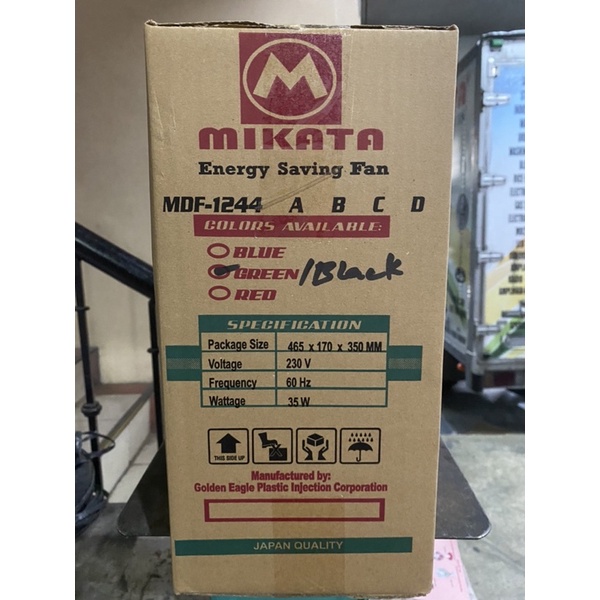 M
MIKATA
Energy Saving Fan
MDF-1244 A B C D
COLORS AVAILABLE:
BLUE
GREEN/Black
RED
SPECIFICATION
Package Size 465 x 170 x 350 MM
Voltage 230 V
Frequency 60 Hz
Wattage 35 W
THIS SIDE UP
Manufactured by:
Golden Eagle Plastic Injection Corporation
JAPAN QUALITY